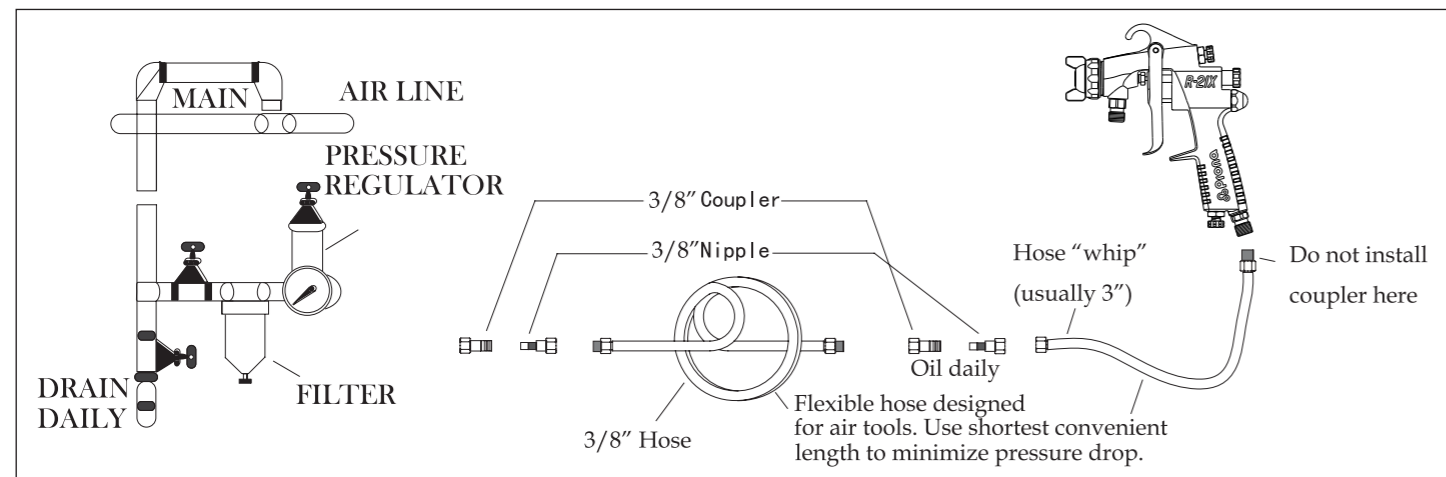 MAIN
AIR LINE
PRESSURE
REGULATOR
DRAIN
DAILY
FILTER
3/8″ Coupler
3/8″Nipple
3/8″ Hose
Oil daily
Flexible hose designed
for air tools. Use shortest convenient
length to minimize pressure drop.
Hose “whip”
(usually 3”)
R-21X
Prona
Do not install
coupler here